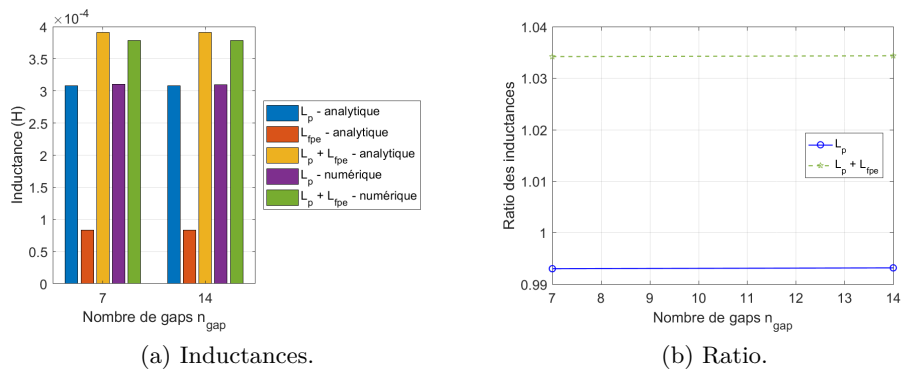 ×10⁻⁴
4
3.5
3
2.5
2
1.5
1
0.5
0
Inductance (H)
7 14
Nombre de gaps n_gap
L_p - analytique
L_fpe - analytique
L_p + L_fpe - analytique
L_p - numérique
L_p + L_fpe - numérique
(a) Inductances.
1.04
1.03
1.02
1.01
1
0.99
Ratio des inductances
7 8 9 10 11 12 13 14
Nombre de gaps n_gap
L_p
L_p + L_fpe
(b) Ratio.